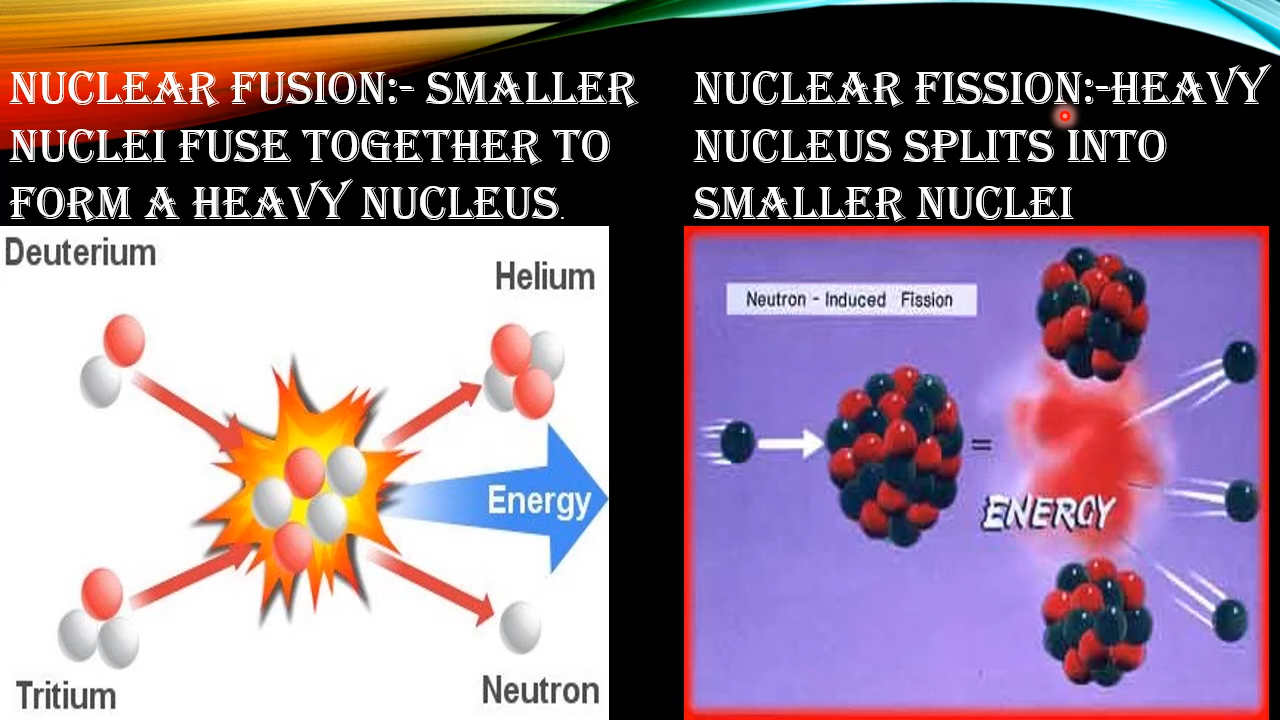 NUCLEAR FUSION:- SMALLER
NUCLEI FUSE TOGETHER TO
FORM A HEAVY NUCLEUS.
NUCLEAR FISSION:-HEAVY
NUCLEUS SPLITS INTO
SMALLER NUCLEI
Deuterium
Helium
Energy
Tritium
Neutron
Neutron - Induced Fission
=
ENERGY